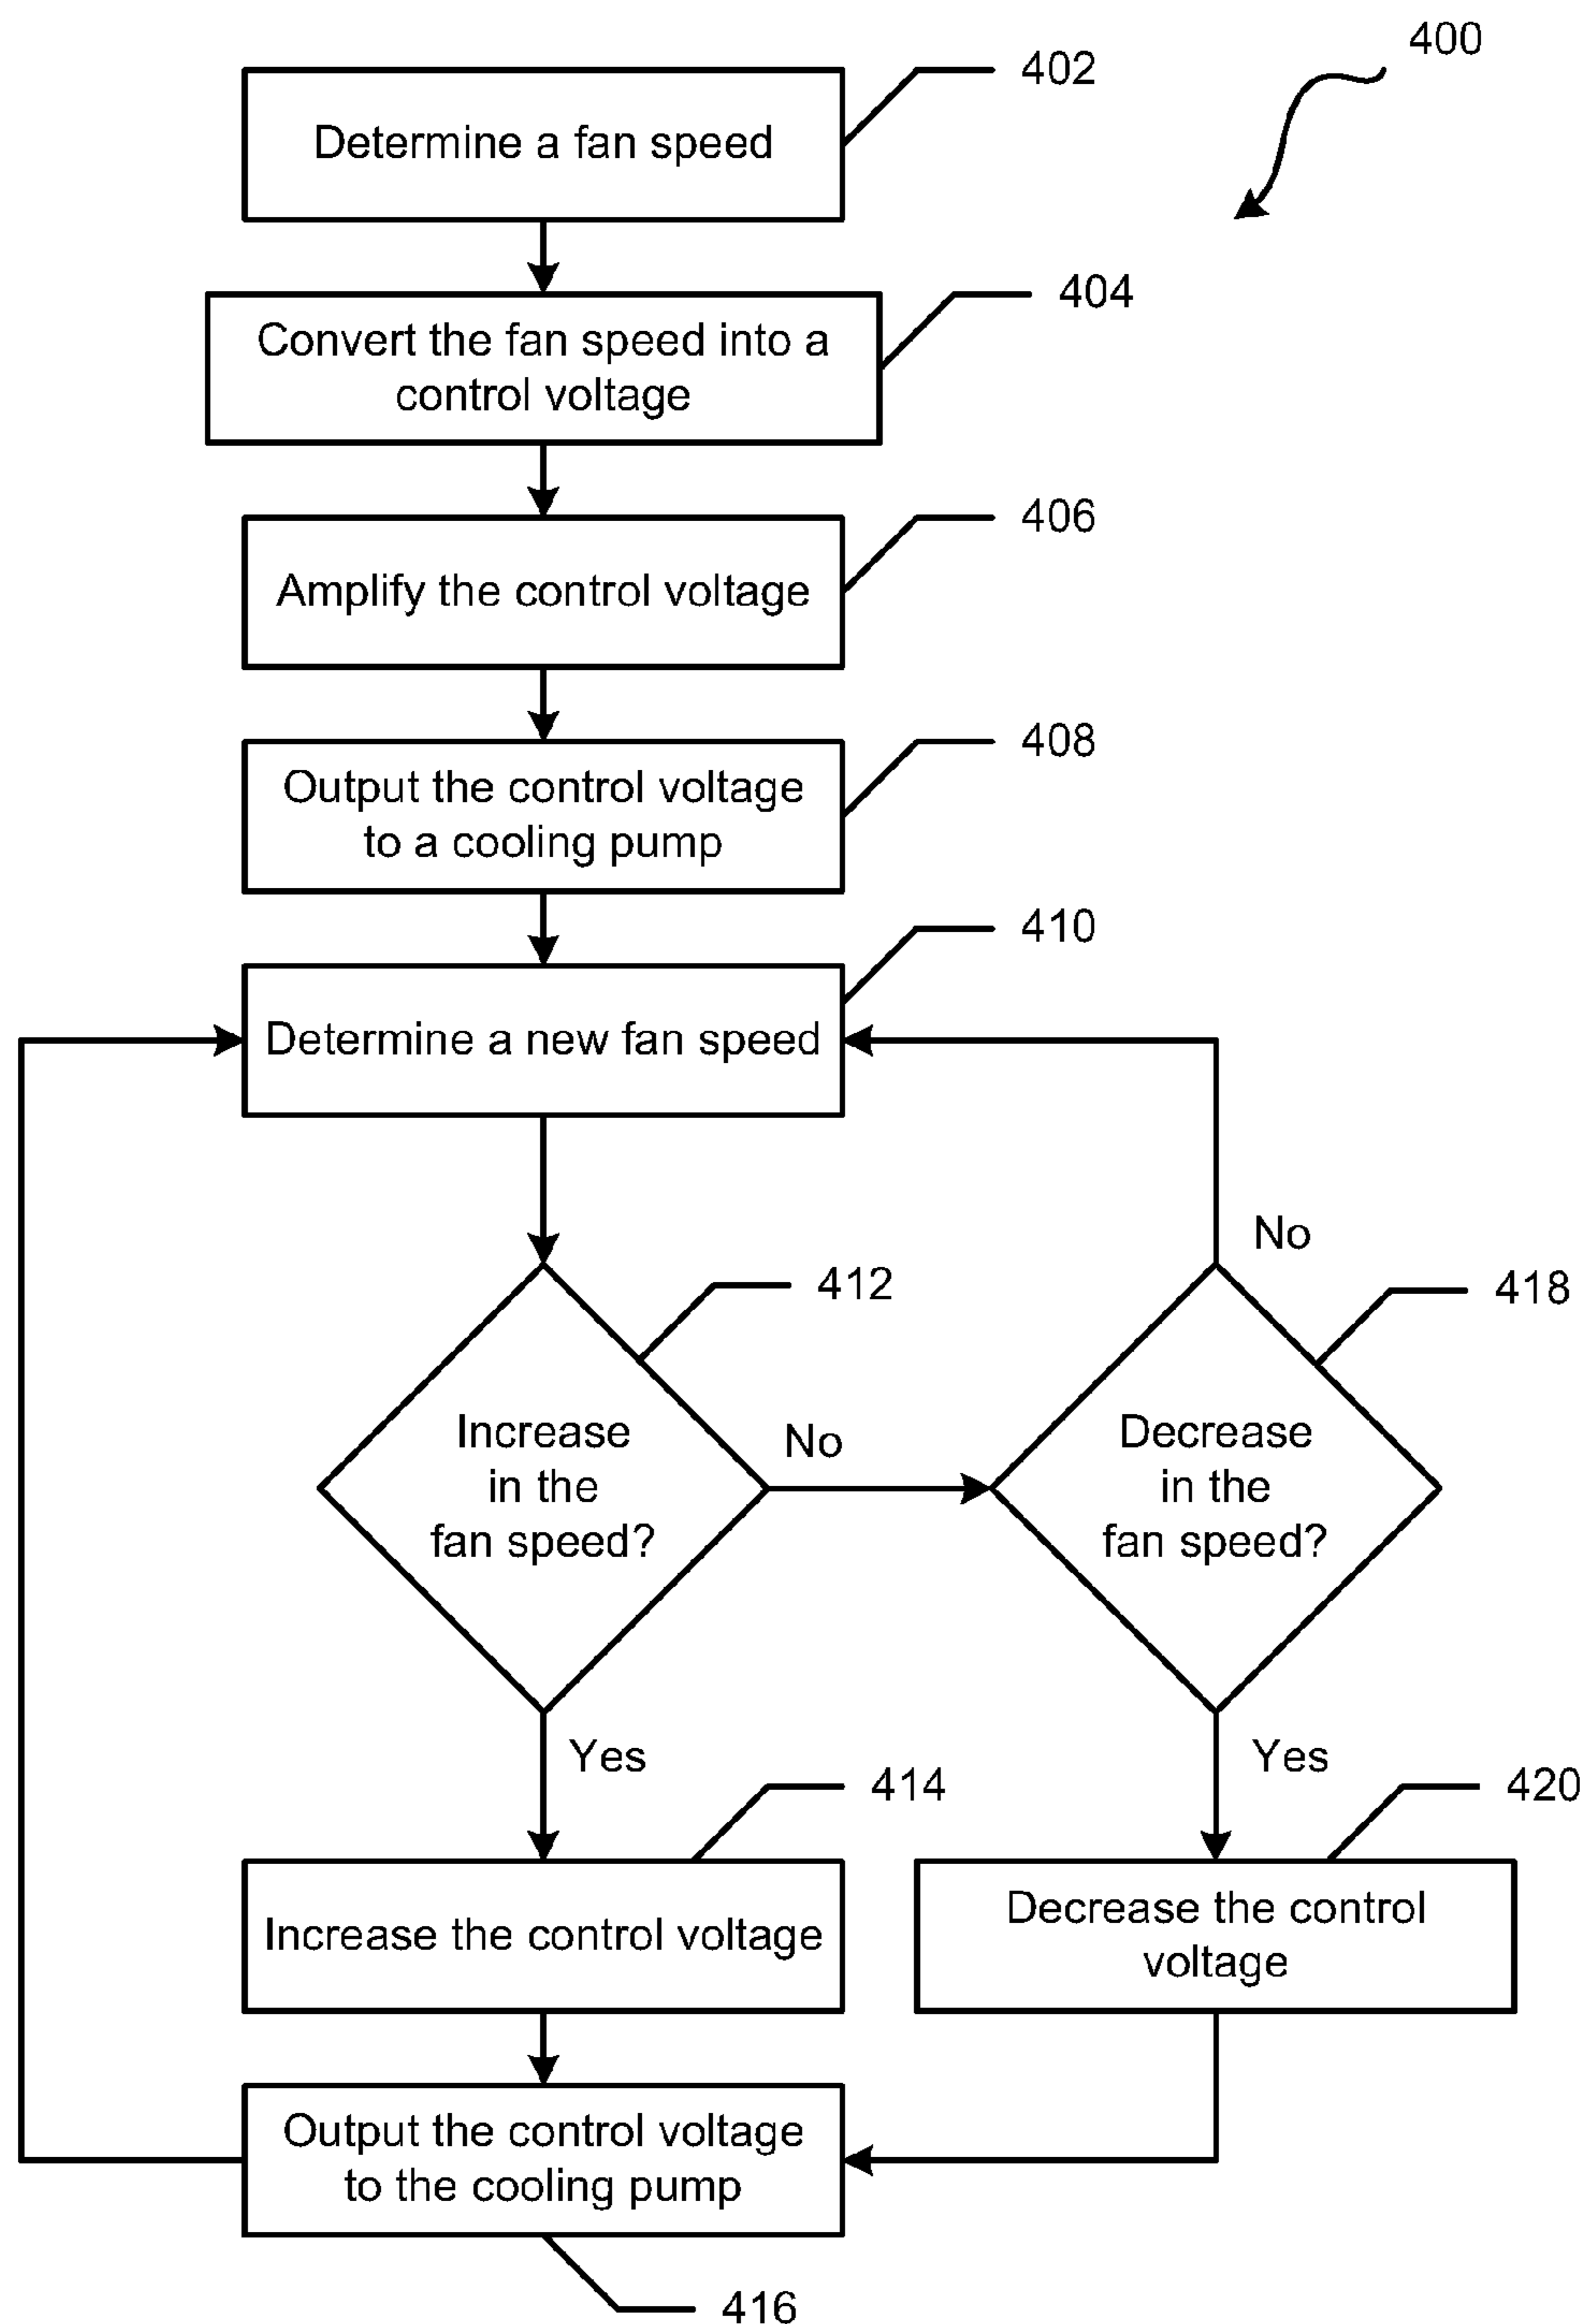 400
402
Determine a fan speed
404
Convert the fan speed into a
control voltage
406
Amplify the control voltage
408
Output the control voltage
to a cooling pump
410
Determine a new fan speed
No
412
418
Increase
in the
fan speed?
No
Decrease
in the
fan speed?
Yes
Yes
414
420
Increase the control voltage
Decrease the control
voltage
Output the control voltage
to the cooling pump
416